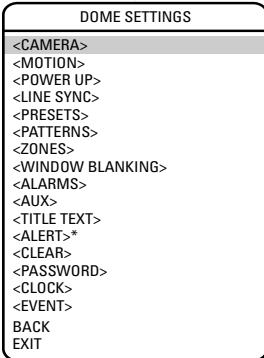 DOME SETTINGS
<CAMERA>
<MOTION>
<POWER UP>
<LINE SYNC>
<PRESETS>
<PATTERNS>
<ZONES>
<WINDOW BLANKING>
<ALARMS>
<AUX>
<TITLE TEXT>
<ALERT>*
<CLEAR>
<PASSWORD>
<CLOCK>
<EVENT>
BACK
EXIT